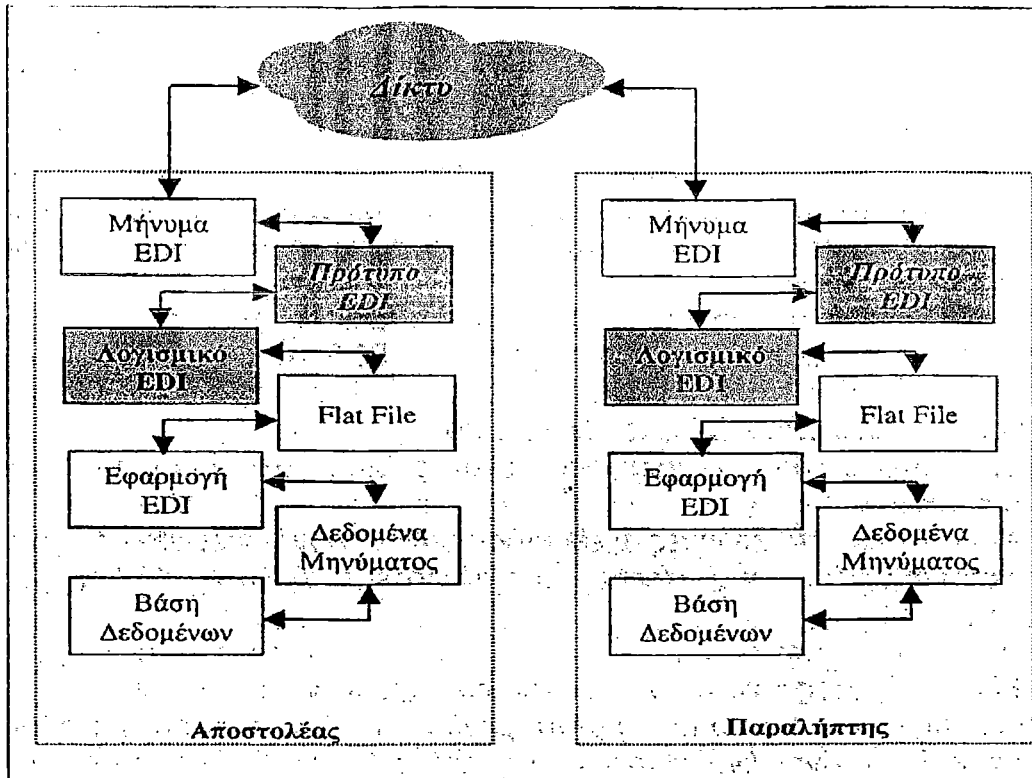 Δίκτυο
Μήνυμα
EDI
Πρότυπο
EDI
Λογισμικό
EDI
Flat File
Εφαρμογή
EDI
Δεδομένα
Μηνύματος
Βάση
Δεδομένων
Αποστολέας
Μήνυμα
EDI
Πρότυπο
EDI
Λογισμικό
EDI
Flat File
Εφαρμογή
EDI
Δεδομένα
Μηνύματος
Βάση
Δεδομένων
Παραλήπτης